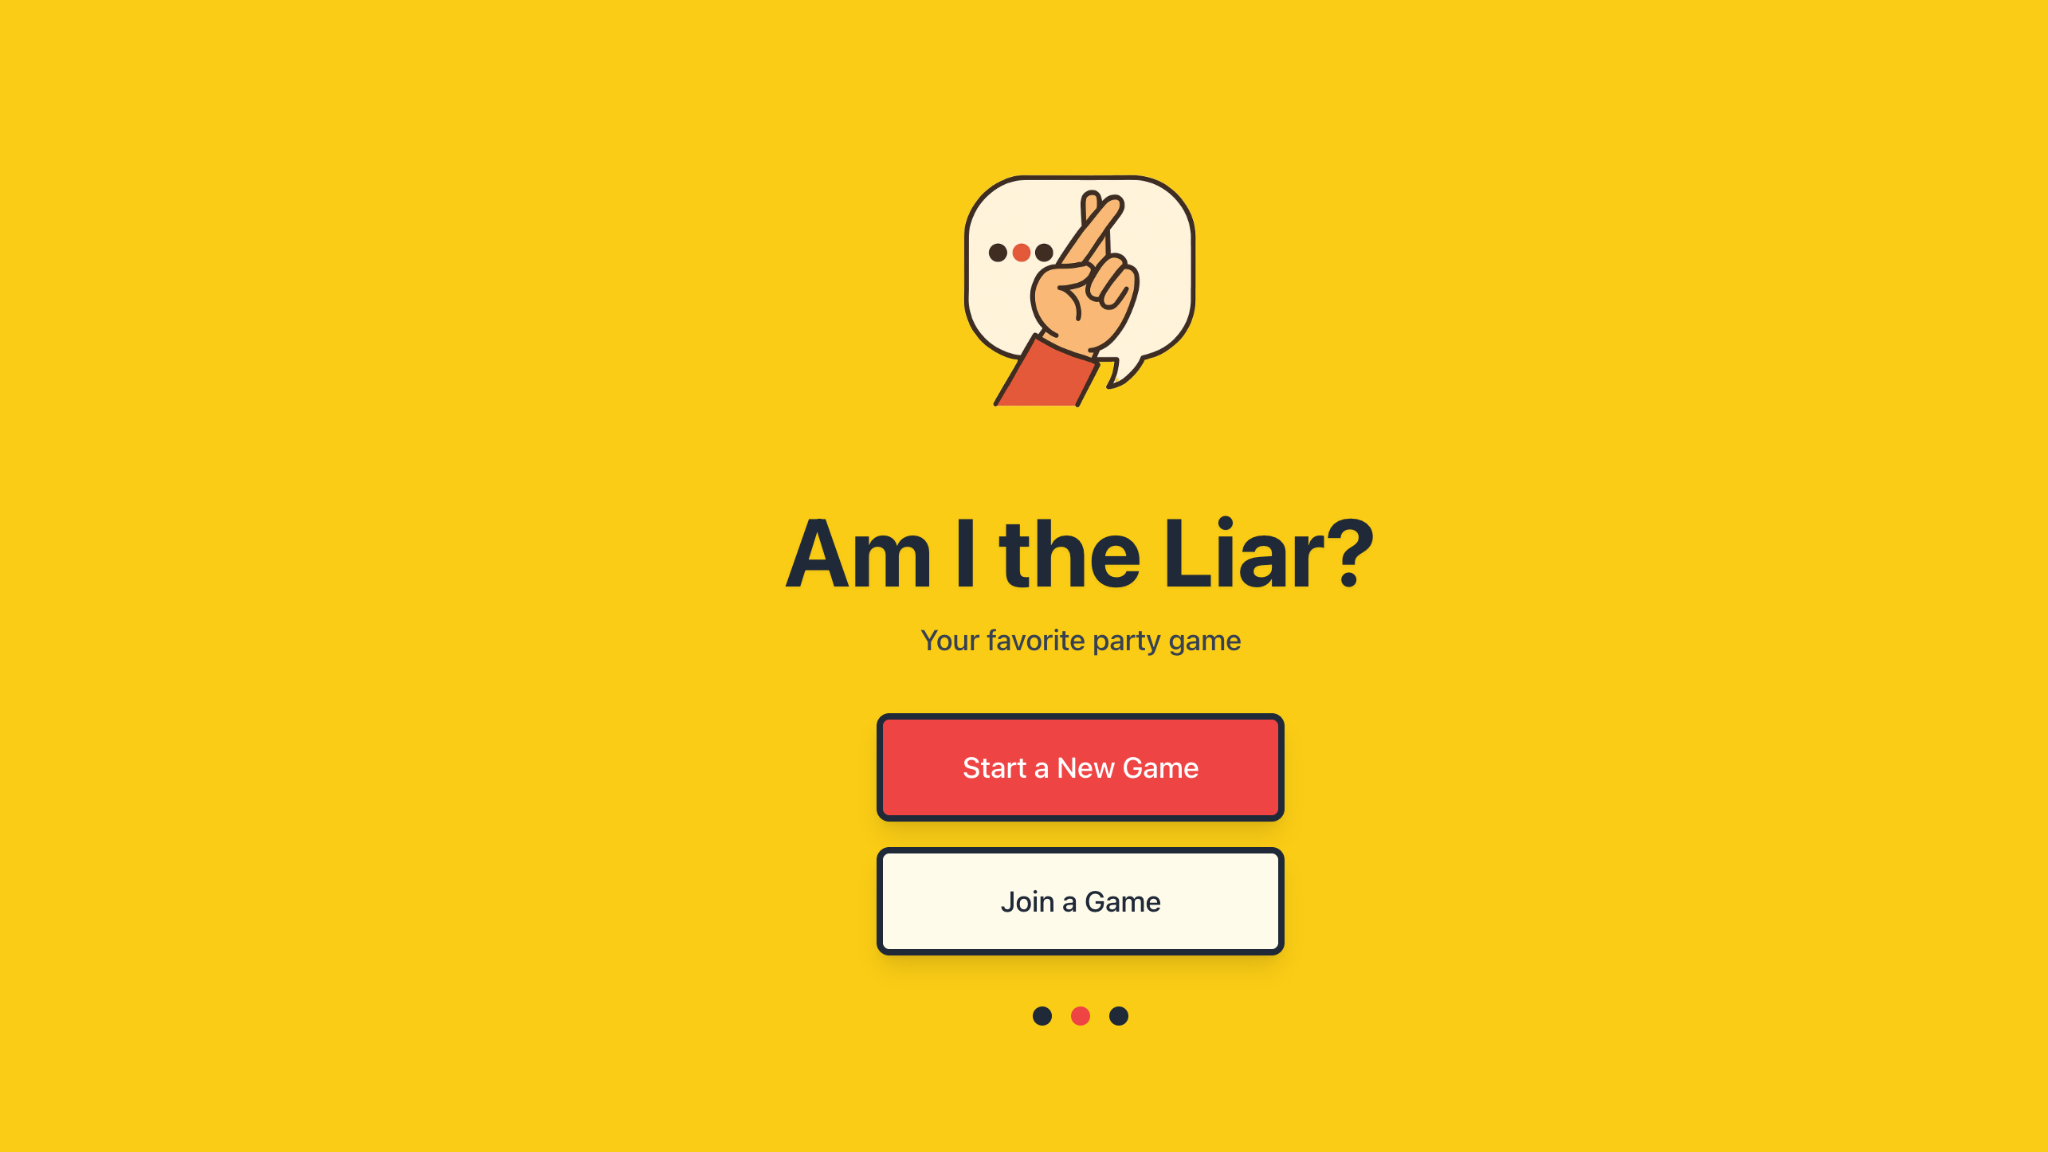 Am I the Liar?
Your favorite party game
Start a New Game
Join a Game